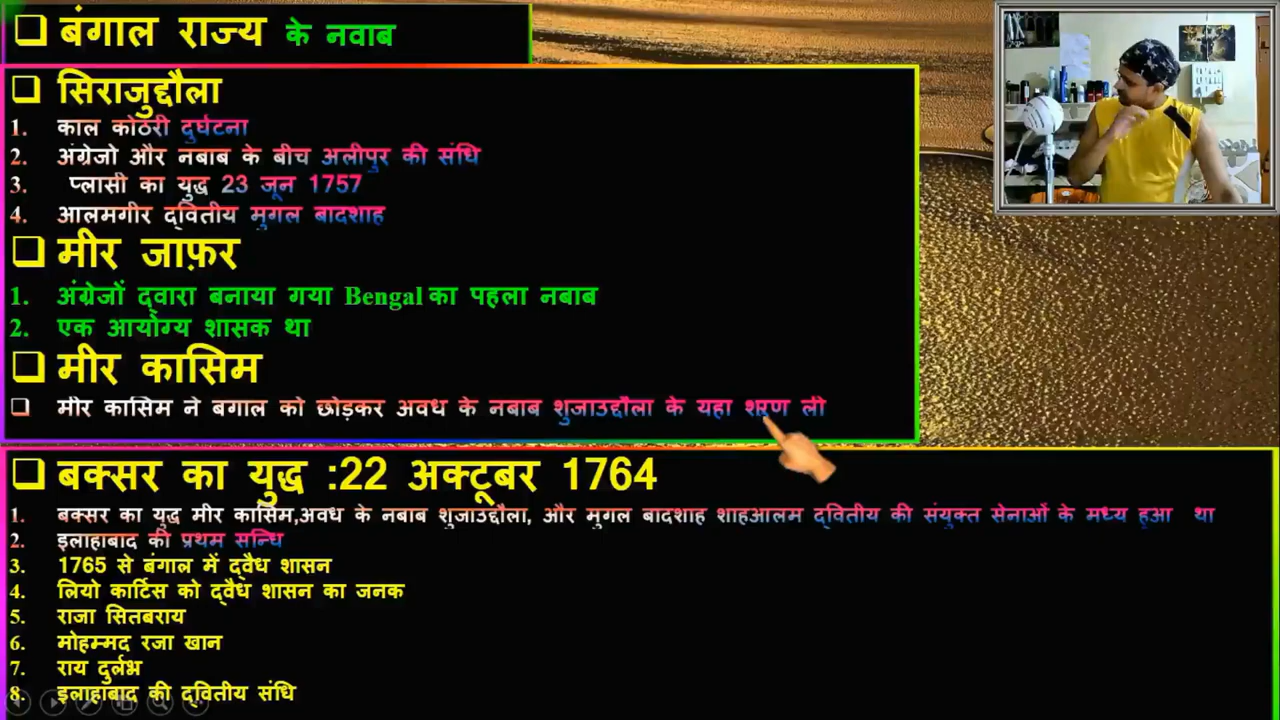 ❑ बंगाल राज्य के नवाब
❑ सिराजुद्दौला
1. काल कोठरी दुर्घटना
2. अंग्रेजो और नबाब के बीच अलीपुर की संधि
3. प्लासी का युद्ध 23 जून 1757
4. आलमगीर द्वितीय मुगल बादशाह
❑ मीर जाफ़र
1. अंग्रेजों द्वारा बनाया गया Bengal का पहला नबाब
2. एक आयोग्य शासक था
❑ मीर कासिम
❑ मीर कासिम ने बगाल को छोड़कर अवध के नबाब शुजाउद्दौला के यहा शरण ली
❑ बक्सर का युद्ध :22 अक्टूबर 1764
1. बक्सर का युद्ध मीर कासिम,अवध के नबाब शुजाउद्दौला, और मुगल बादशाह शाहआलम द्वितीय की संयुक्त सेनाओं के मध्य हुआ था
2. इलाहाबाद की प्रथम सन्धि
3. 1765 से बंगाल में द्वैध शासन
4. लियो कार्टिस को द्वैध शासन का जनक
5. राजा सितबराय
6. मोहम्मद रजा खान
7. राय दुर्लभ
8. इलाहाबाद की द्वितीय संधि